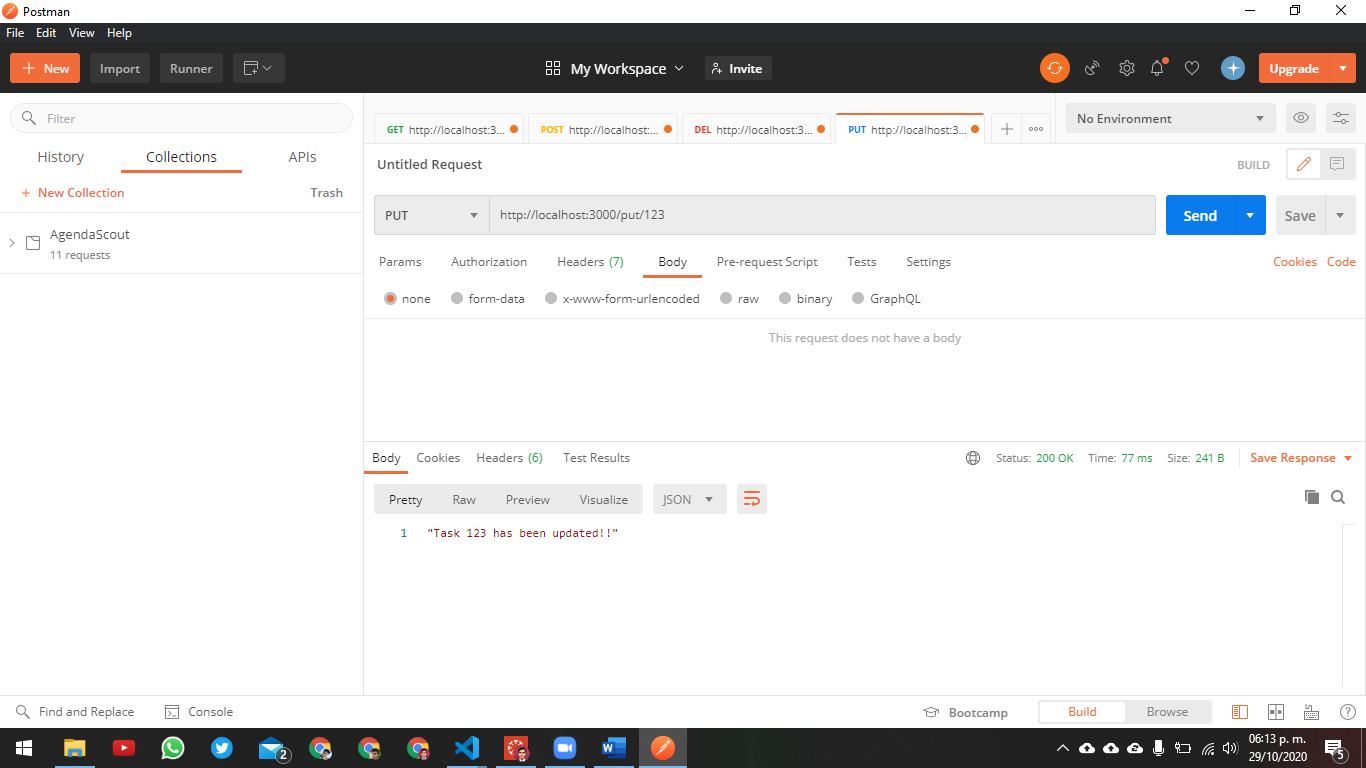 Postman
File Edit View Help
New Import Runner My Workspace Invite Upgrade
Filter
History Collections APIs
+ New Collection Trash
AgendaScout
11 requests
GET http://localhost:3... POST http://localhost:... DEL http://localhost:3... PUT http://localhost:3... No Environment
Untitled Request BUILD
PUT http://localhost:3000/put/123 Send Save
Params Authorization Headers (7) Body Pre-request Script Tests Settings Cookies Code
none form-data x-www-form-urlencoded raw binary GraphQL
This request does not have a body
Body Cookies Headers (6) Test Results Status: 200 OK Time: 77 ms Size: 241 B Save Response
Pretty Raw Preview Visualize JSON
1 "Task 123 has been updated!!"
Find and Replace Console Bootcamp Build Browse
2 06:13 p. m.
29/10/2020 5